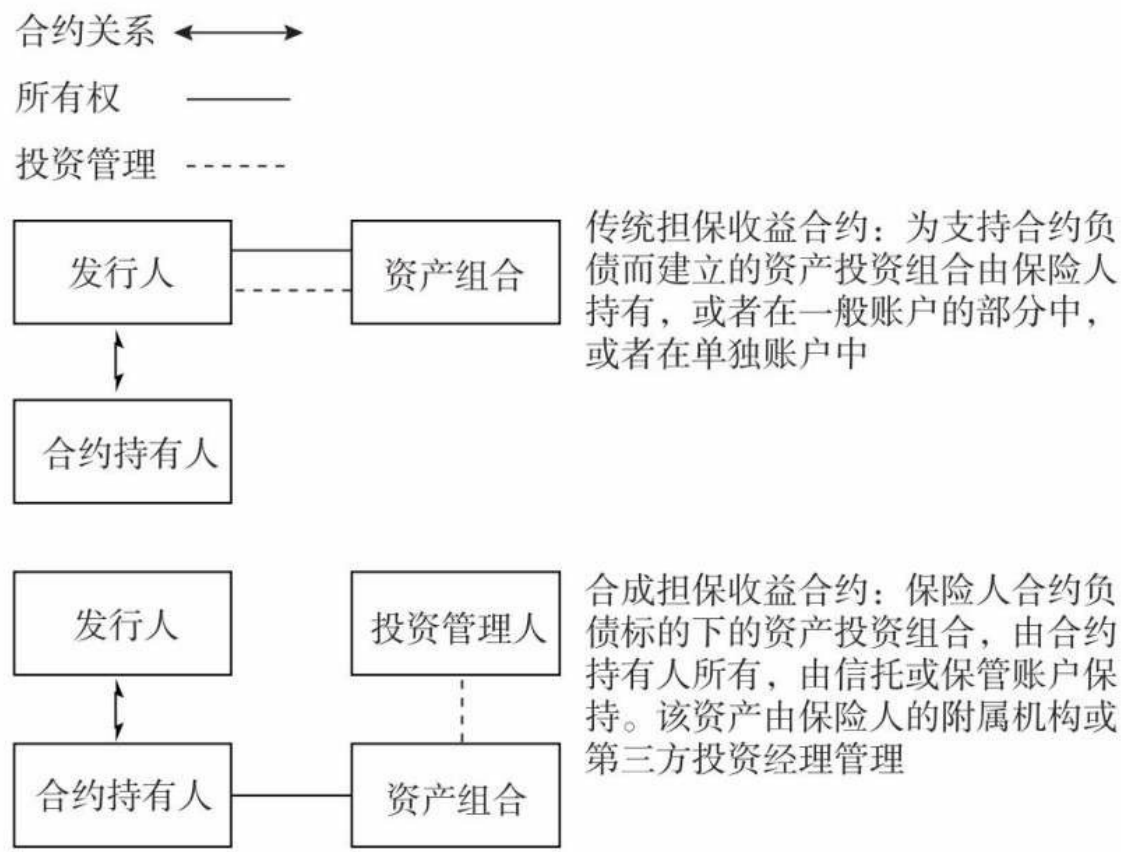 合约关系
所有权
投资管理
发行人
资产组合
合约持有人
传统担保收益合约：为支持合约负
债而建立的资产投资组合由保险人
持有，或者在一般账户的部分中，
或者在单独账户中
发行人
投资管理人
合约持有人
资产组合
合成担保收益合约：保险人合约负
债标的下的资产投资组合，由合约
持有人所有，由信托或保管账户保
持。该资产由保险人的附属机构或
第三方投资经理管理